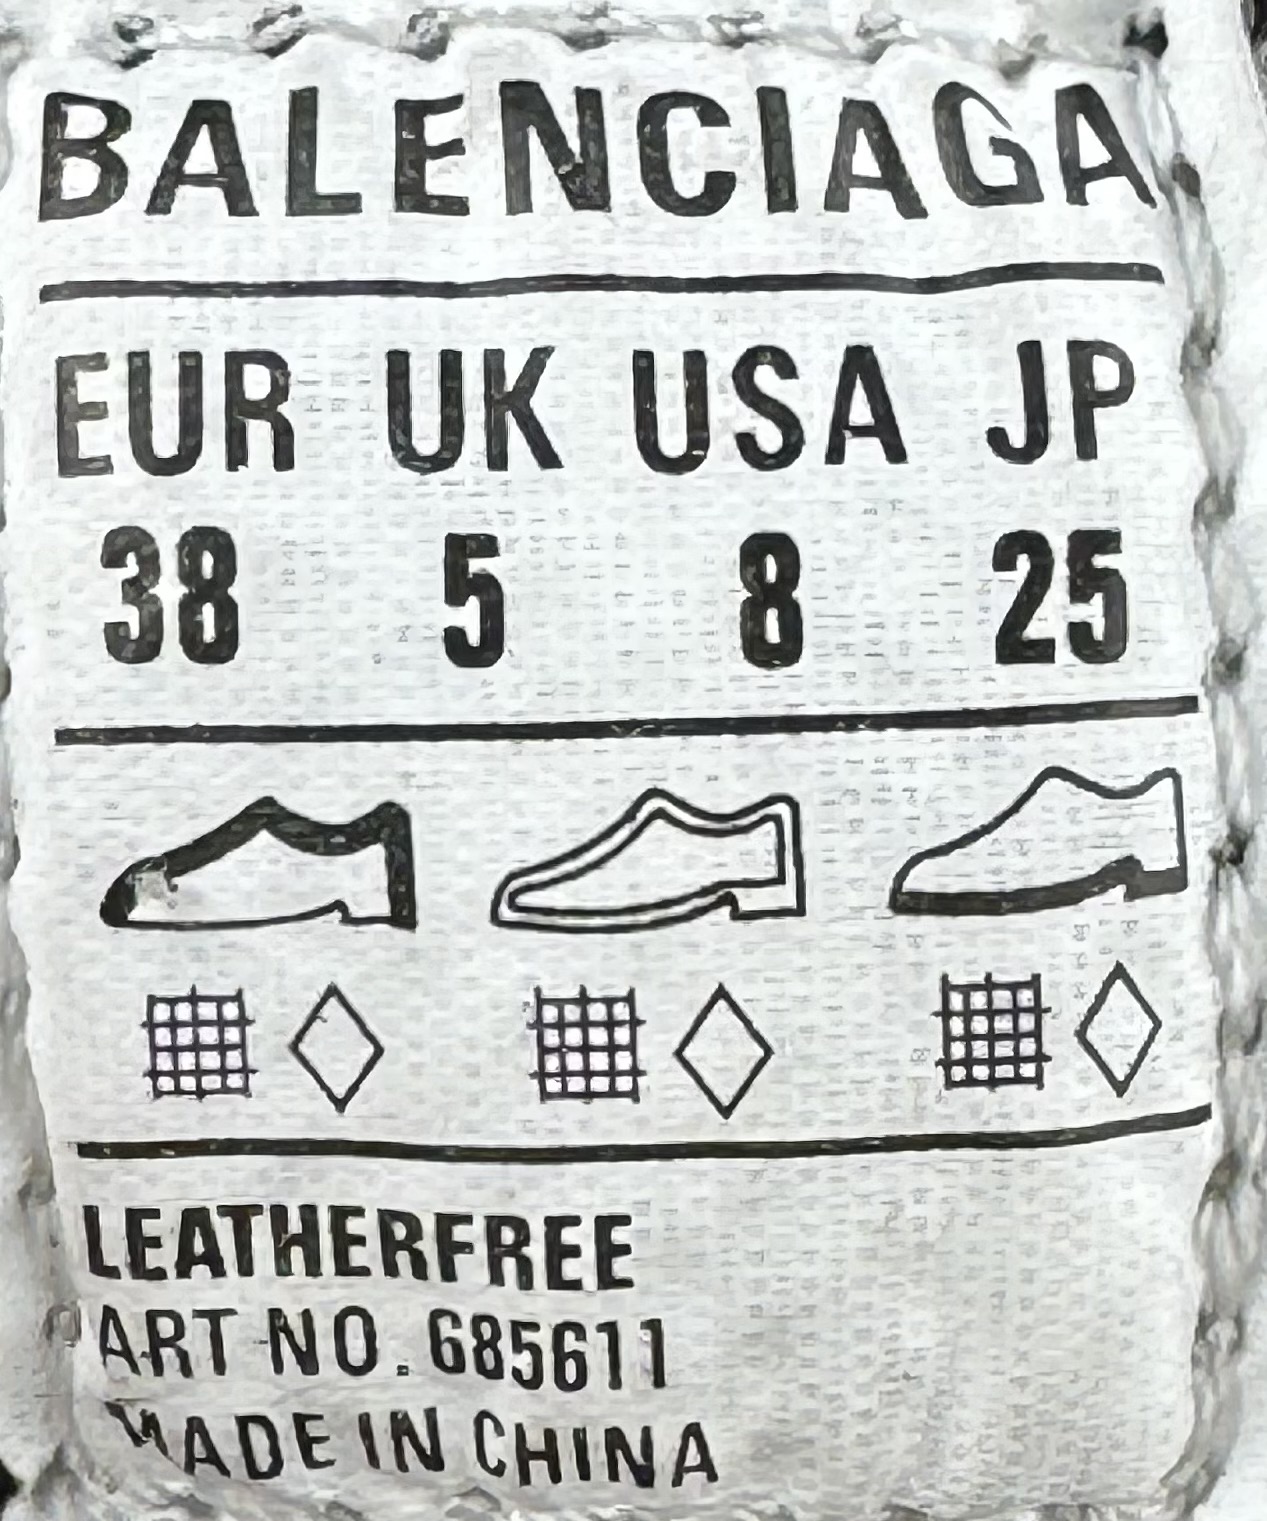 BALENCIAGA
EUR UK USA JP
38 5 8 25
LEATHERFREE
ART NO. 685611
MADE IN CHINA